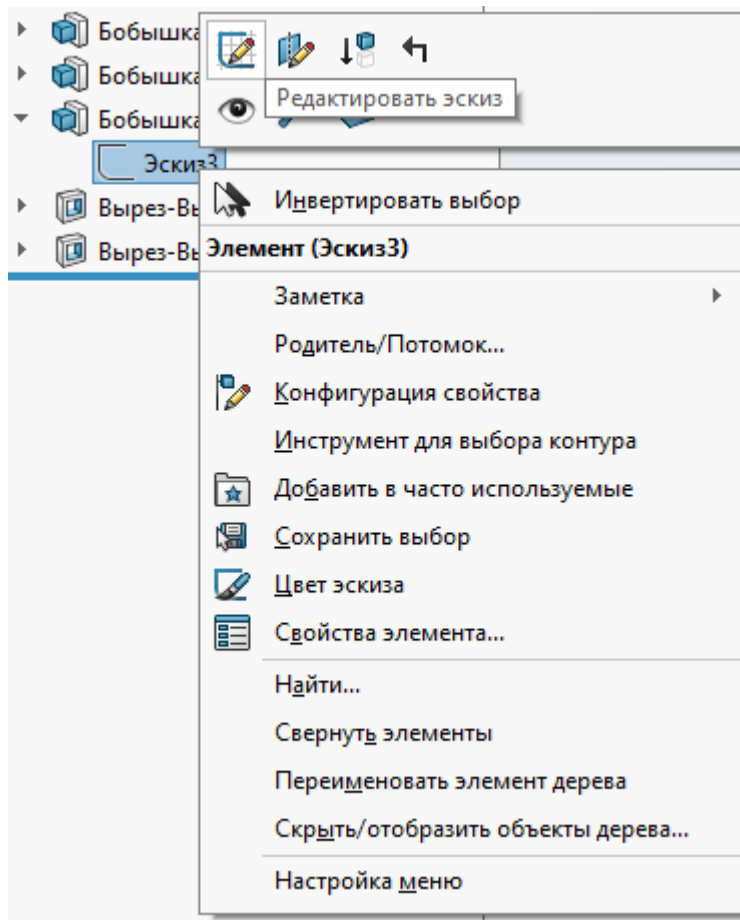 Бобышка
Бобышка
Редактировать эскиз
Бобышка
Эскиз3
Инвертировать выбор
Вырез-Вы
Элемент (Эскиз3)
Вырез-Вы
Заметка
Родитель/Потомок...
Конфигурация свойства
Инструмент для выбора контура
Добавить в часто используемые
Сохранить выбор
Цвет эскиза
Свойства элемента...
Найти...
Свернуть элементы
Переименовать элемент дерева
Скрыть/отобразить объекты дерева...
Настройка меню